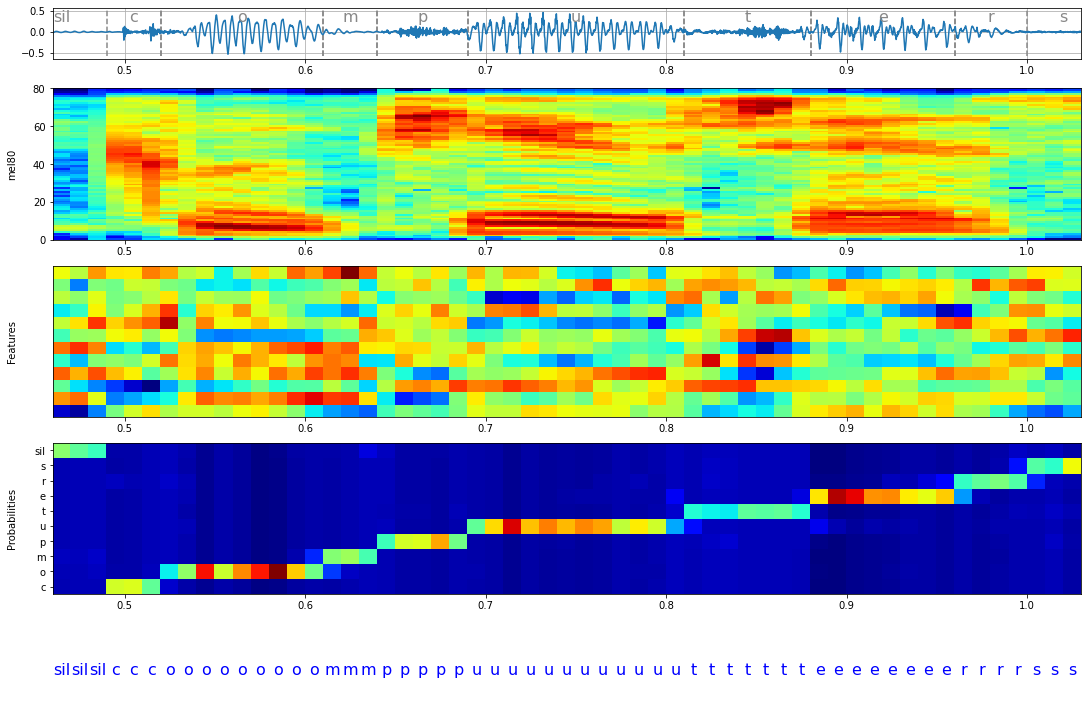 sil c o m p u t e r s
0.5
0.0
−0.5
0.5 0.6 0.7 0.8 0.9 1.0
mel80
80
60
40
20
0
0.5 0.6 0.7 0.8 0.9 1.0
Features
0.5 0.6 0.7 0.8 0.9 1.0
Probabilities
sil
s
r
e
t
u
p
m
o
c
0.5 0.6 0.7 0.8 0.9 1.0
sil sil sil c c c o o o o o o o o o m m m p p p p p u u u u u u u u u u u u t t t t t t t e e e e e e e e r r r r s s s